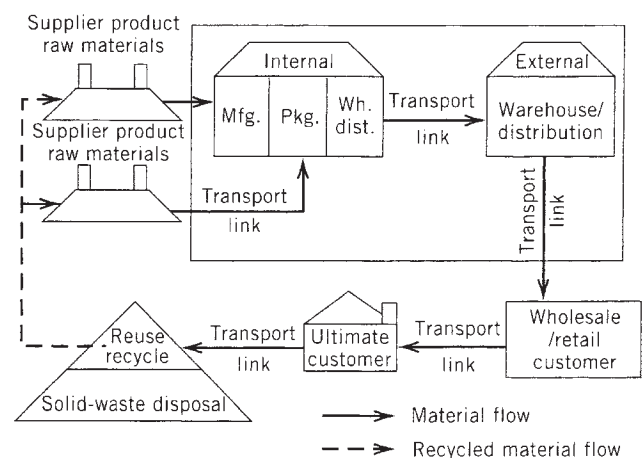 Supplier product
raw materials
Supplier product
raw materials
Internal
Mfg.
Pkg.
Wh.
dist.
Transport
link
External
Warehouse/
distribution
Transport
link
Transport
link
Wholesale
/retail
customer
Transport
link
Ultimate
customer
Transport
link
Reuse
recycle
Solid-waste disposal
Material flow
Recycled material flow